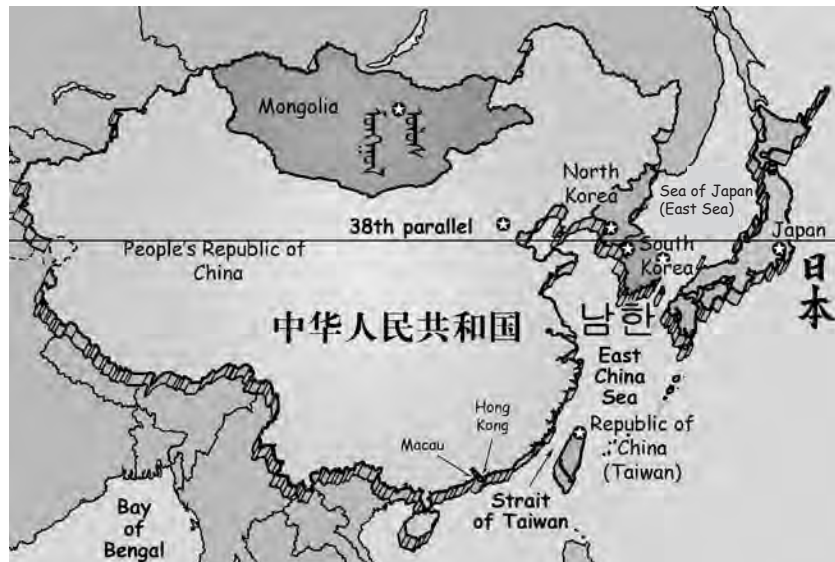 Mongolia
North
Korea
Sea of Japan
(East Sea)
38th parallel
South
Korea
Japan
People's Republic of
China
日本
中华人民共和国
남한
East
China
Sea
Hong
Kong
Macau
Republic of
China
(Taiwan)
Strait
of Taiwan
Bay
of
Bengal